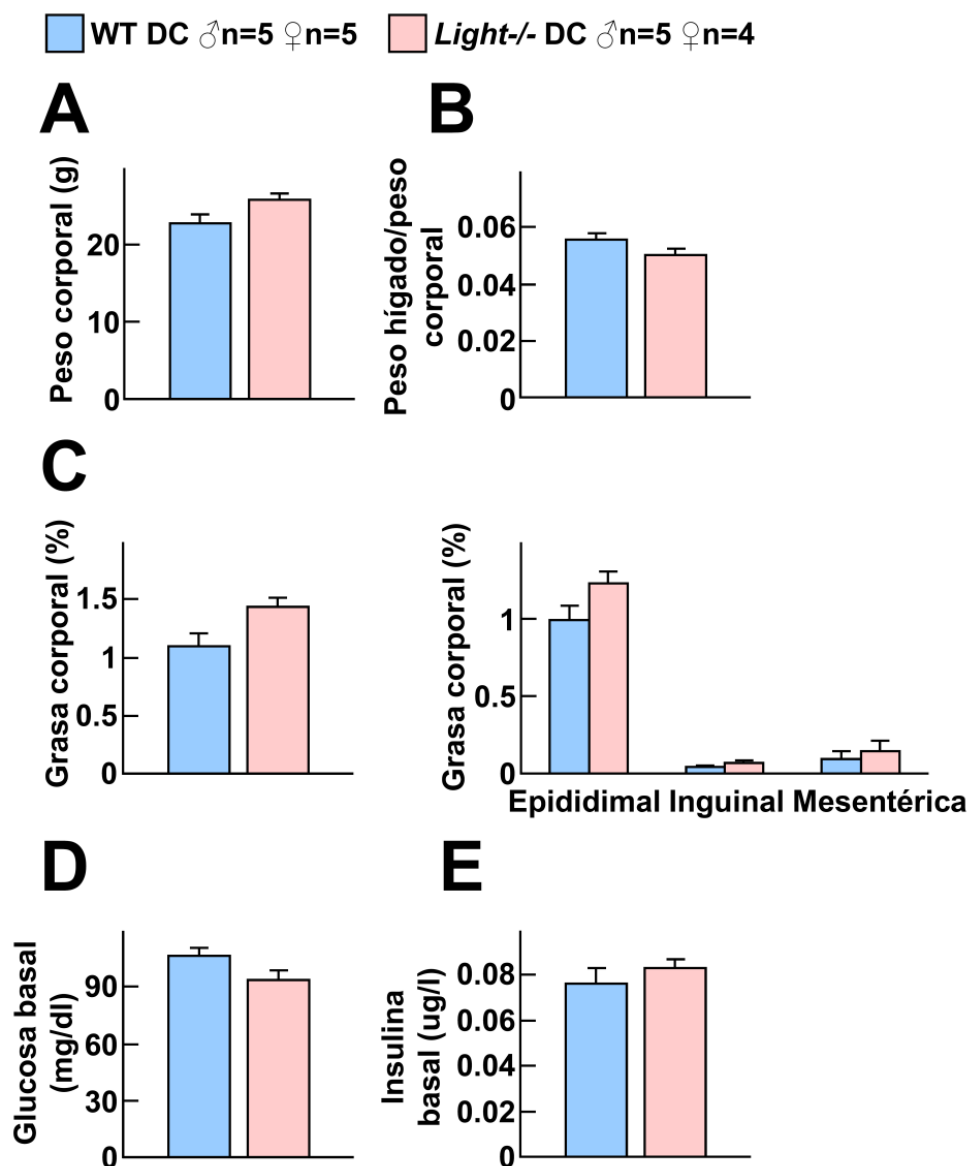 WT DC ♂n=5 ♀n=5
Light-/- DC ♂n=5 ♀n=4
A
Peso corporal (g)
20
10
0
B
Peso hígado/peso
corporal
0.06
0.04
0.02
0
C
Grasa corporal (%)
1.5
1
0.5
0
Grasa corporal (%)
1
0.5
0
Epididimal Inguinal Mesentérica
D
Glucosa basal
(mg/dl)
90
60
30
0
E
Insulina
basal (ug/l)
0.08
0.06
0.04
0.02
0